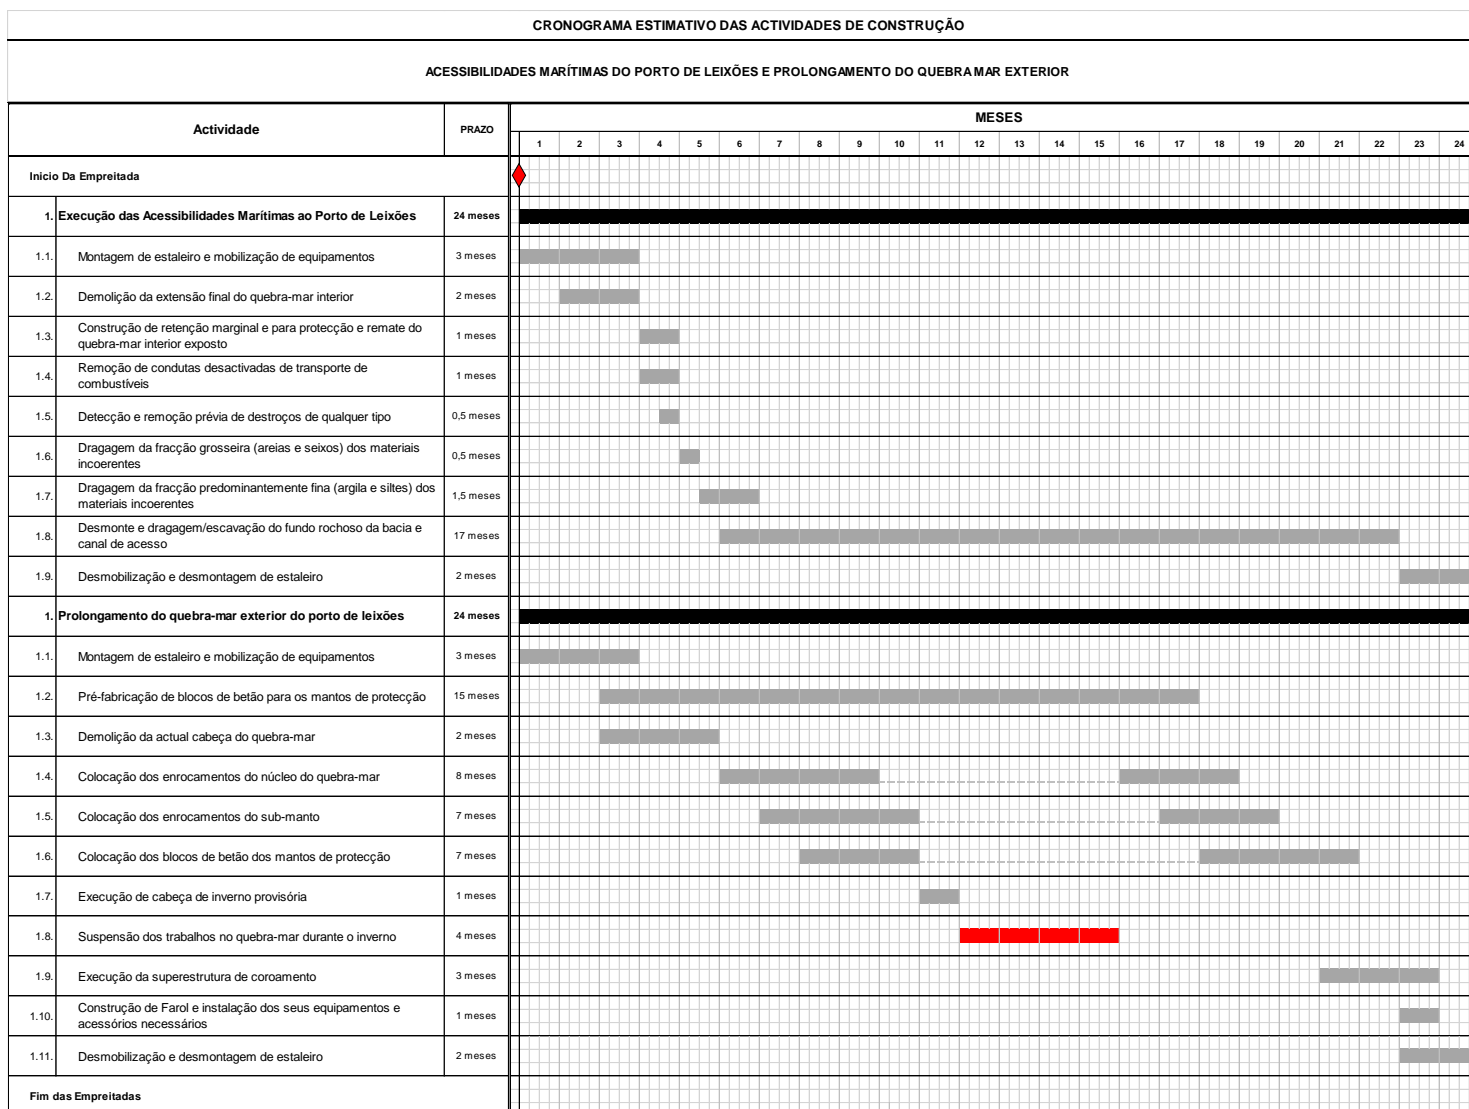 CRONOGRAMA ESTIMATIVO DAS ACTIVIDADES DE CONSTRUÇÃO
ACESSIBILIDADES MARÍTIMAS DO PORTO DE LEIXÕES E PROLONGAMENTO DO QUEBRA MAR EXTERIOR
Actividade PRAZO MESES
1 2 3 4 5 6 7 8 9 10 11 12 13 14 15 16 17 18 19 20 21 22 23 24
Inicio Da Empreitada
1. Execução das Acessibilidades Marítimas ao Porto de Leixões 24 meses
1.1. Montagem de estaleiro e mobilização de equipamentos 3 meses
1.2. Demolição da extensão final do quebra-mar interior 2 meses
1.3. Construção de retenção marginal e para protecção e remate do
quebra-mar interior exposto 1 meses
1.4. Remoção de condutas desactivadas de transporte de
combustíveis 1 meses
1.5. Detecção e remoção prévia de destroços de qualquer tipo 0,5 meses
1.6. Dragagem da fracção grosseira (areias e seixos) dos materiais
incoerentes 0,5 meses
1.7. Dragagem da fracção predominantemente fina (argila e siltes) dos
materiais incoerentes 1,5 meses
1.8. Desmonte e dragagem/escavação do fundo rochoso da bacia e
canal de acesso 17 meses
1.9. Desmobilização e desmontagem de estaleiro 2 meses
1. Prolongamento do quebra-mar exterior do porto de leixões 24 meses
1.1. Montagem de estaleiro e mobilização de equipamentos 3 meses
1.2. Pré-fabricação de blocos de betão para os mantos de protecção 15 meses
1.3. Demolição da actual cabeça do quebra-mar 2 meses
1.4. Colocação dos enrocamentos do núcleo do quebra-mar 8 meses
1.5. Colocação dos enrocamentos do sub-manto 7 meses
1.6. Colocação dos blocos de betão dos mantos de protecção 7 meses
1.7. Execução de cabeça de inverno provisória 1 meses
1.8. Suspensão dos trabalhos no quebra-mar durante o inverno 4 meses
1.9. Execução da superestrutura de coroamento 3 meses
1.10. Construção de Farol e instalação dos seus equipamentos e
acessórios necessários 1 meses
1.11. Desmobilização e desmontagem de estaleiro 2 meses
Fim das Empreitadas